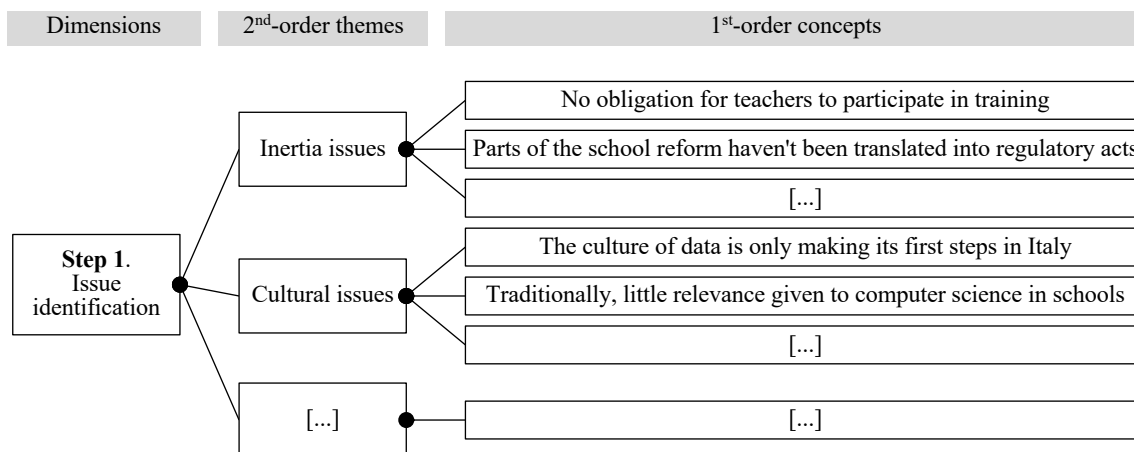 Dimensions
2nd-order themes
1st-order concepts
No obligation for teachers to participate in training
Inertia issues
Parts of the school reform haven't been translated into regulatory acts
[...]
Step 1.
Issue
identification
The culture of data is only making its first steps in Italy
Cultural issues
Traditionally, little relevance given to computer science in schools
[...]
[...]
[...]